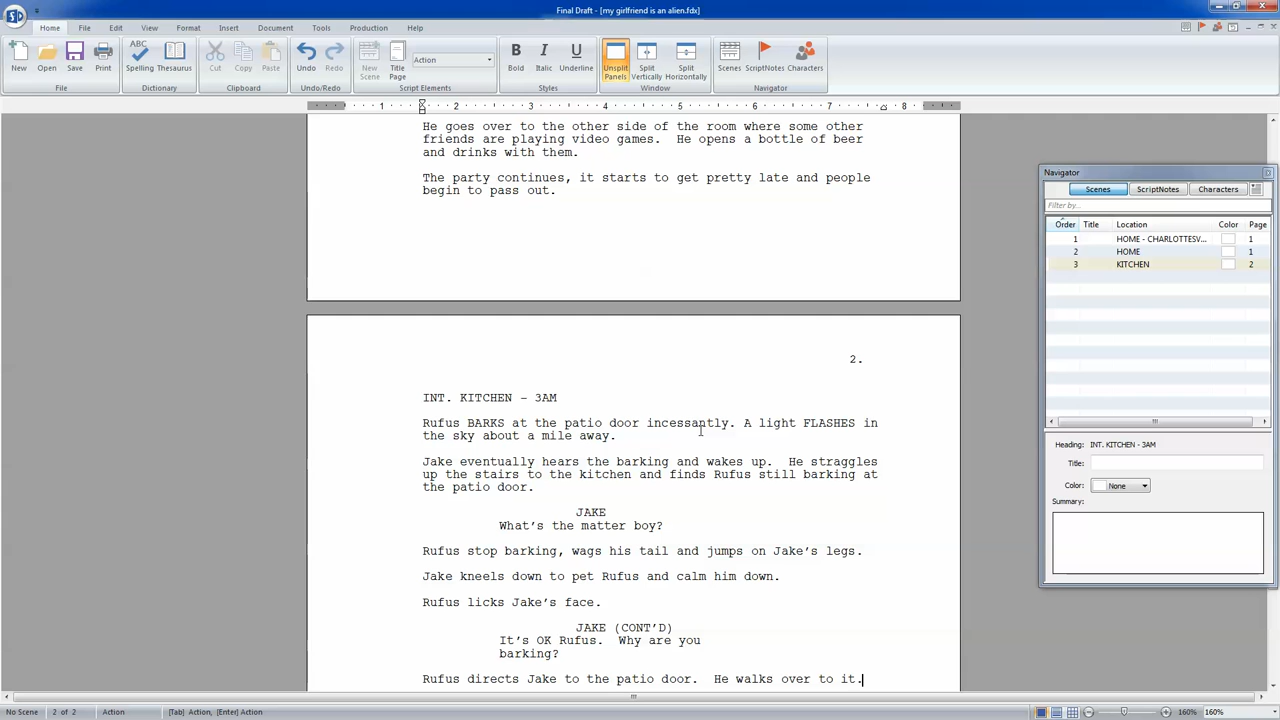 Final Draft - [my girlfriend is an alien.fdx]
Home File Edit View Format Insert Document Tools Production Help
New Open Save Print
File
Spelling Thesaurus
Dictionary
Cut Copy Paste
Clipboard
Undo Redo
Undo/Redo
New Scene Title Page Action
Script Elements
Bold Italic Underline
Styles
Unsplit Panels Split Vertically Split Horizontally
Window
Scenes ScriptNotes Characters
Navigator
1 2 3 4 5 6 7 8
He goes over to the other side of the room where some other
friends are playing video games.  He opens a bottle of beer
and drinks with them.
The party continues, it starts to get pretty late and people
begin to pass out.
2.
INT. KITCHEN - 3AM
Rufus BARKS at the patio door incessantly. A light FLASHES in
the sky about a mile away.
Jake eventually hears the barking and wakes up.  He straggles
up the stairs to the kitchen and finds Rufus still barking at
the patio door.
JAKE
What's the matter boy?
Rufus stop barking, wags his tail and jumps on Jake's legs.
Jake kneels down to pet Rufus and calm him down.
Rufus licks Jake's face.
JAKE (CONT'D)
It's OK Rufus.  Why are you
barking?
Rufus directs Jake to the patio door.  He walks over to it.
Navigator
Scenes ScriptNotes Characters
Filter by...
Order Title Location Color Page
1 HOME - CHARLOTTESV... 1
2 HOME 1
3 KITCHEN 2
Heading: INT. KITCHEN - 3AM
Title:
Color: None
Summary:
No Scene 2 of 2 Action [Tab] Action, [Enter] Action 160% 160%